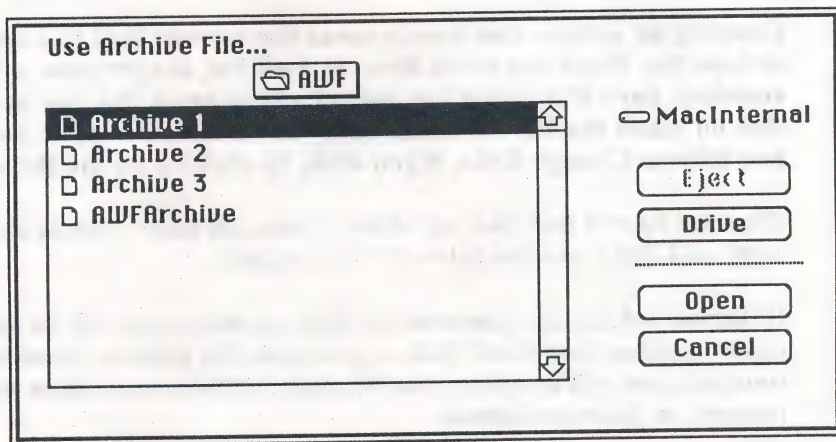 Use Archive File...
AWF
Archive 1
Archive 2
Archive 3
AWFArchive
MacInternal
Eject
Drive
Open
Cancel